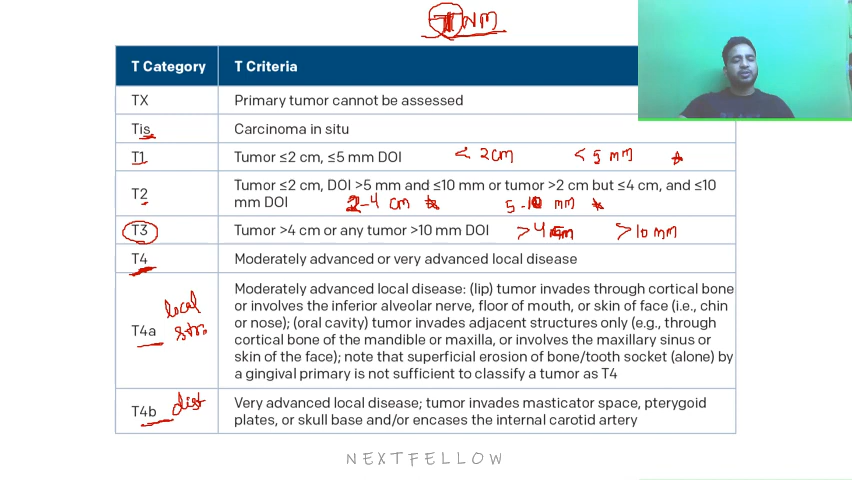 TNM
T Category T Criteria
TX Primary tumor cannot be assessed
Tis Carcinoma in situ
T1 Tumor ≤2 cm, ≤5 mm DOI < 2cm < 5 mm
T2 Tumor ≤2 cm, DOI >5 mm and ≤10 mm or tumor >2 cm but ≤4 cm, and ≤10
mm DOI 2-4 cm 5-10 mm
T3 Tumor >4 cm or any tumor >10 mm DOI >4 cm >10 mm
T4 Moderately advanced or very advanced local disease
T4a local Moderately advanced local disease: (lip) tumor invades through cortical bone
or involves the inferior alveolar nerve, floor of mouth, or skin of face (i.e., chin
or nose); (oral cavity) tumor invades adjacent structures only (e.g., through
str. cortical bone of the mandible or maxilla, or involves the maxillary sinus or
skin of the face); note that superficial erosion of bone/tooth socket (alone) by
a gingival primary is not sufficient to classify a tumor as T4
T4b dist Very advanced local disease; tumor invades masticator space, pterygoid
plates, or skull base and/or encases the internal carotid artery
NEXTFELLOW